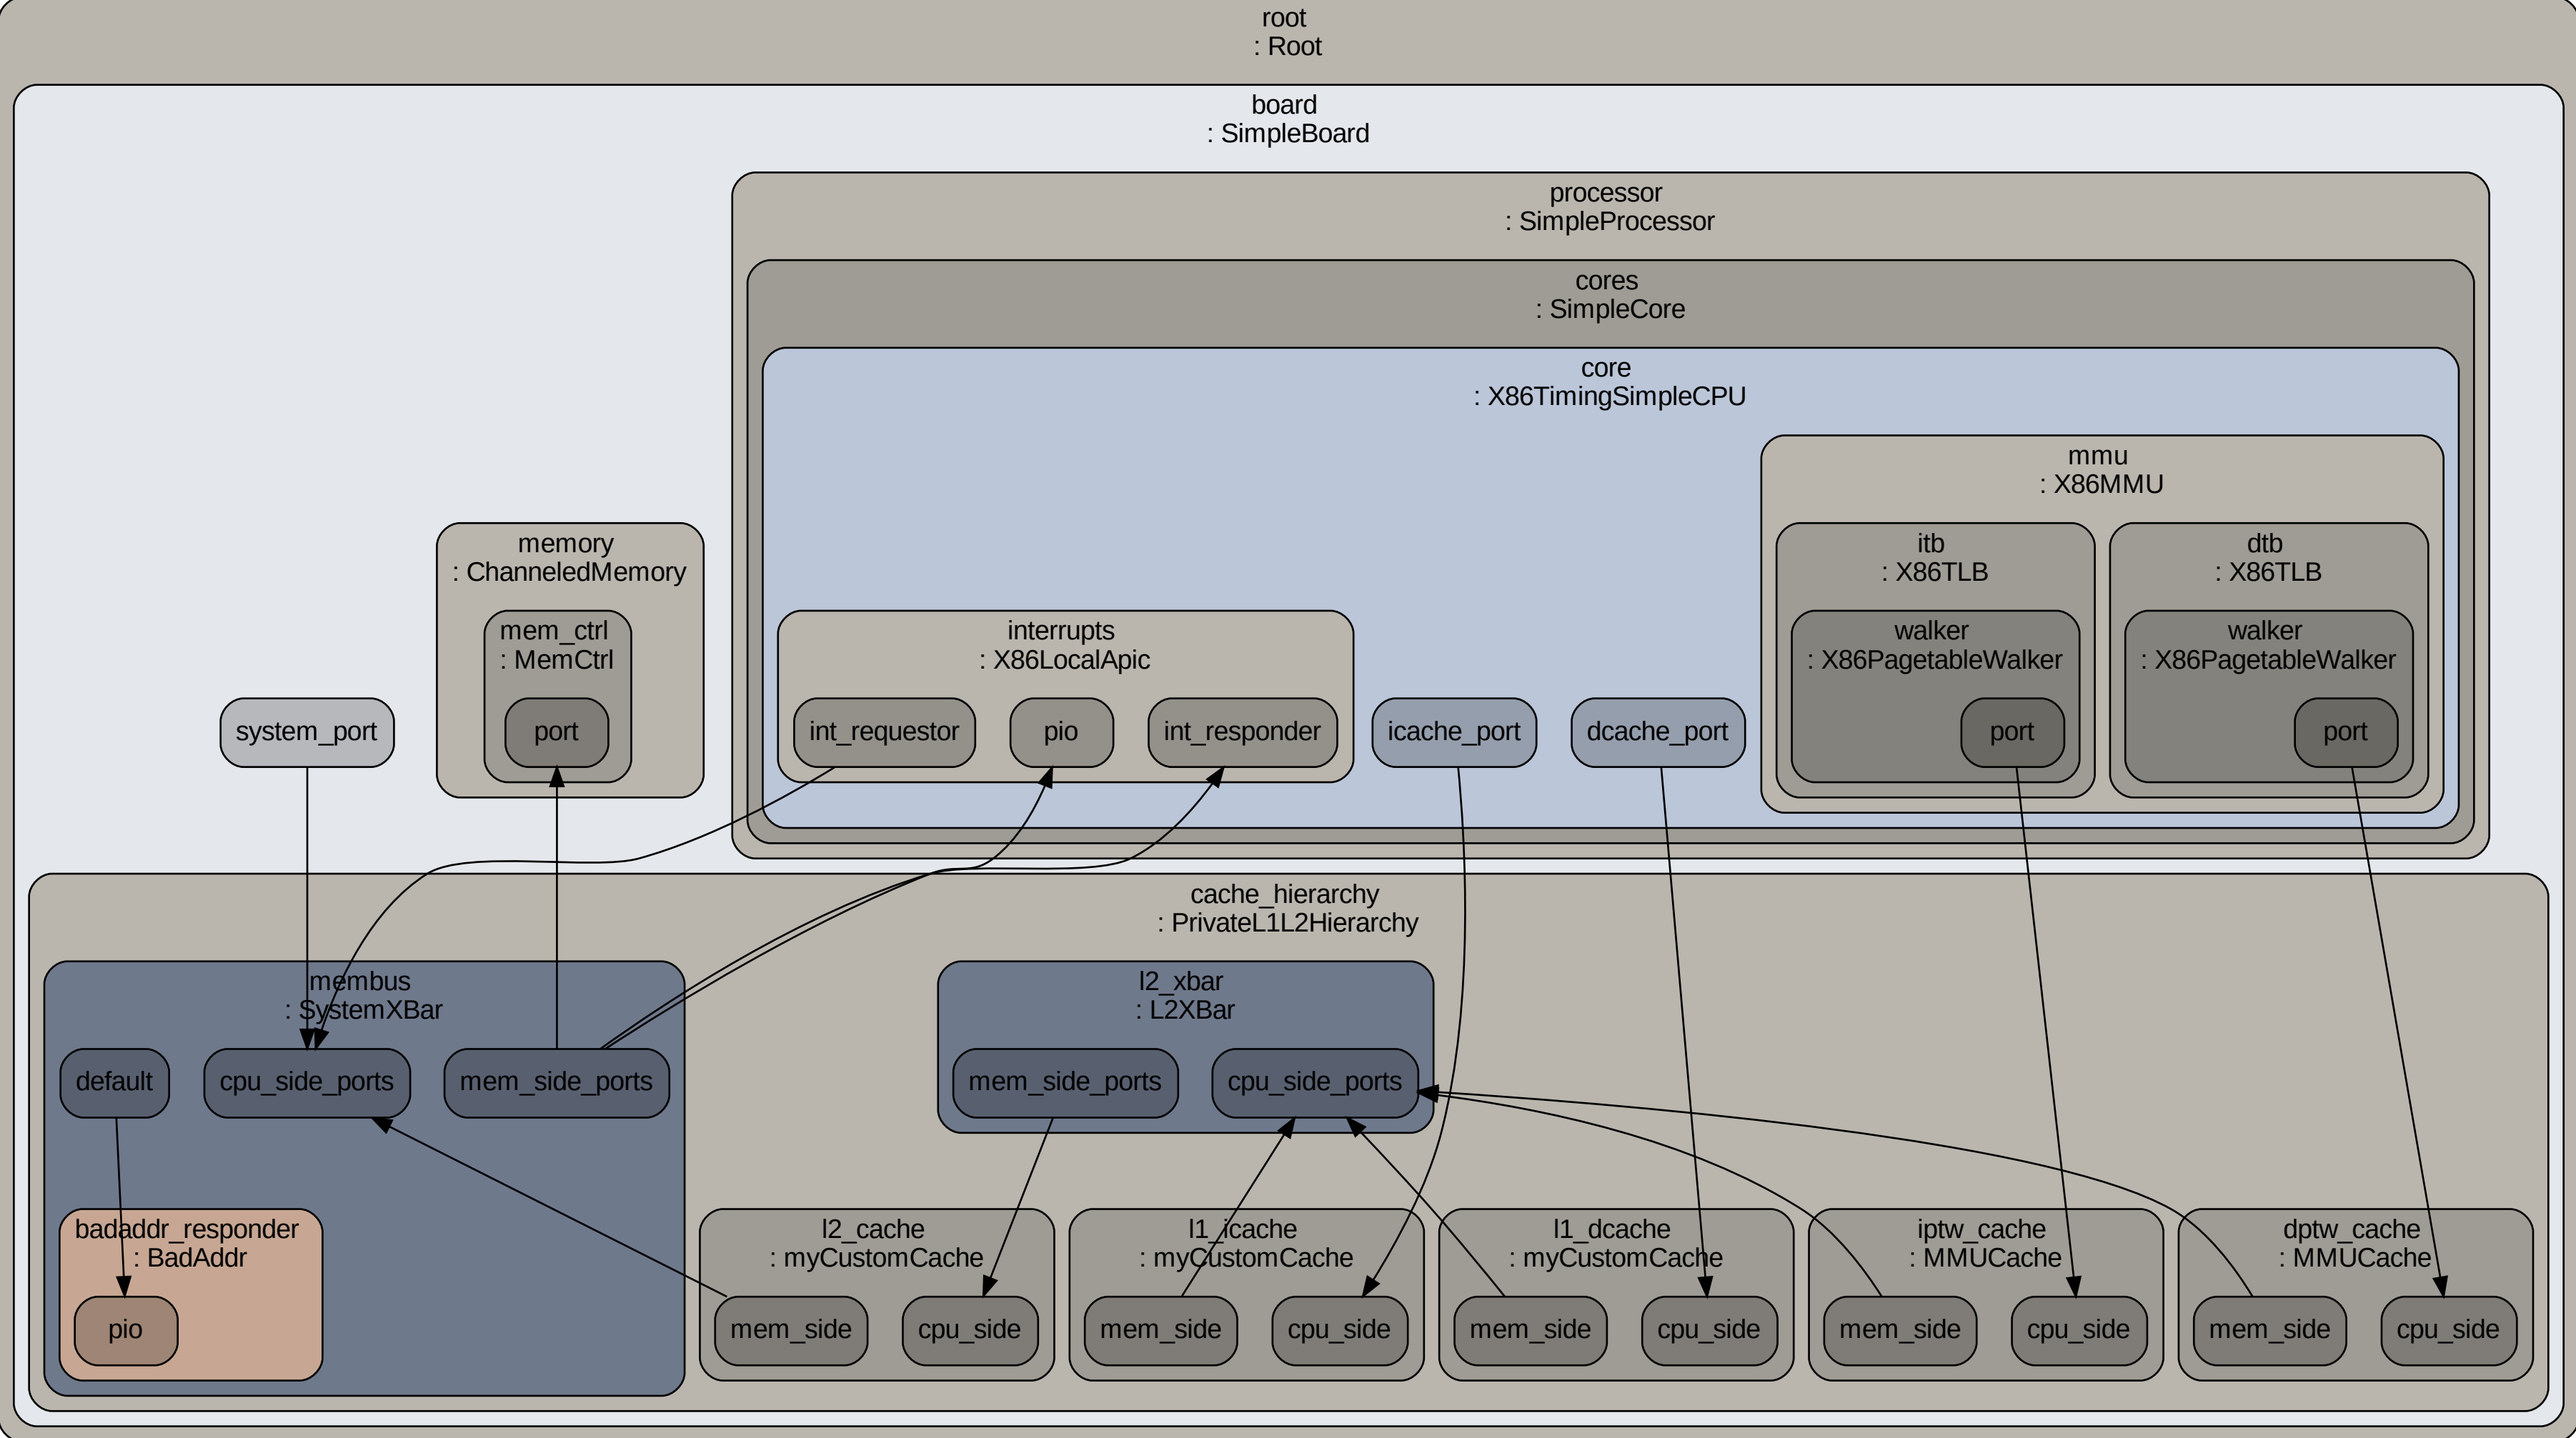 root
: Root
board
: SimpleBoard
processor
: SimpleProcessor
cores
: SimpleCore
core
: X86TimingSimpleCPU
mmu
: X86MMU
memory
: ChanneledMemory
itb
: X86TLB
dtb
: X86TLB
mem_ctrl
: MemCtrl
interrupts
: X86LocalApic
walker
: X86PagetableWalker
walker
: X86PagetableWalker
system_port
port
int_requestor
pio
int_responder
icache_port
dcache_port
port
port
cache_hierarchy
: PrivateL1L2Hierarchy
membus
: SystemXBar
l2_xbar
: L2XBar
default
cpu_side_ports
mem_side_ports
mem_side_ports
cpu_side_ports
badaddr_responder
: BadAddr
l2_cache
: myCustomCache
l1_icache
: myCustomCache
l1_dcache
: myCustomCache
iptw_cache
: MMUCache
dptw_cache
: MMUCache
pio
mem_side
cpu_side
mem_side
cpu_side
mem_side
cpu_side
mem_side
cpu_side
mem_side
cpu_side